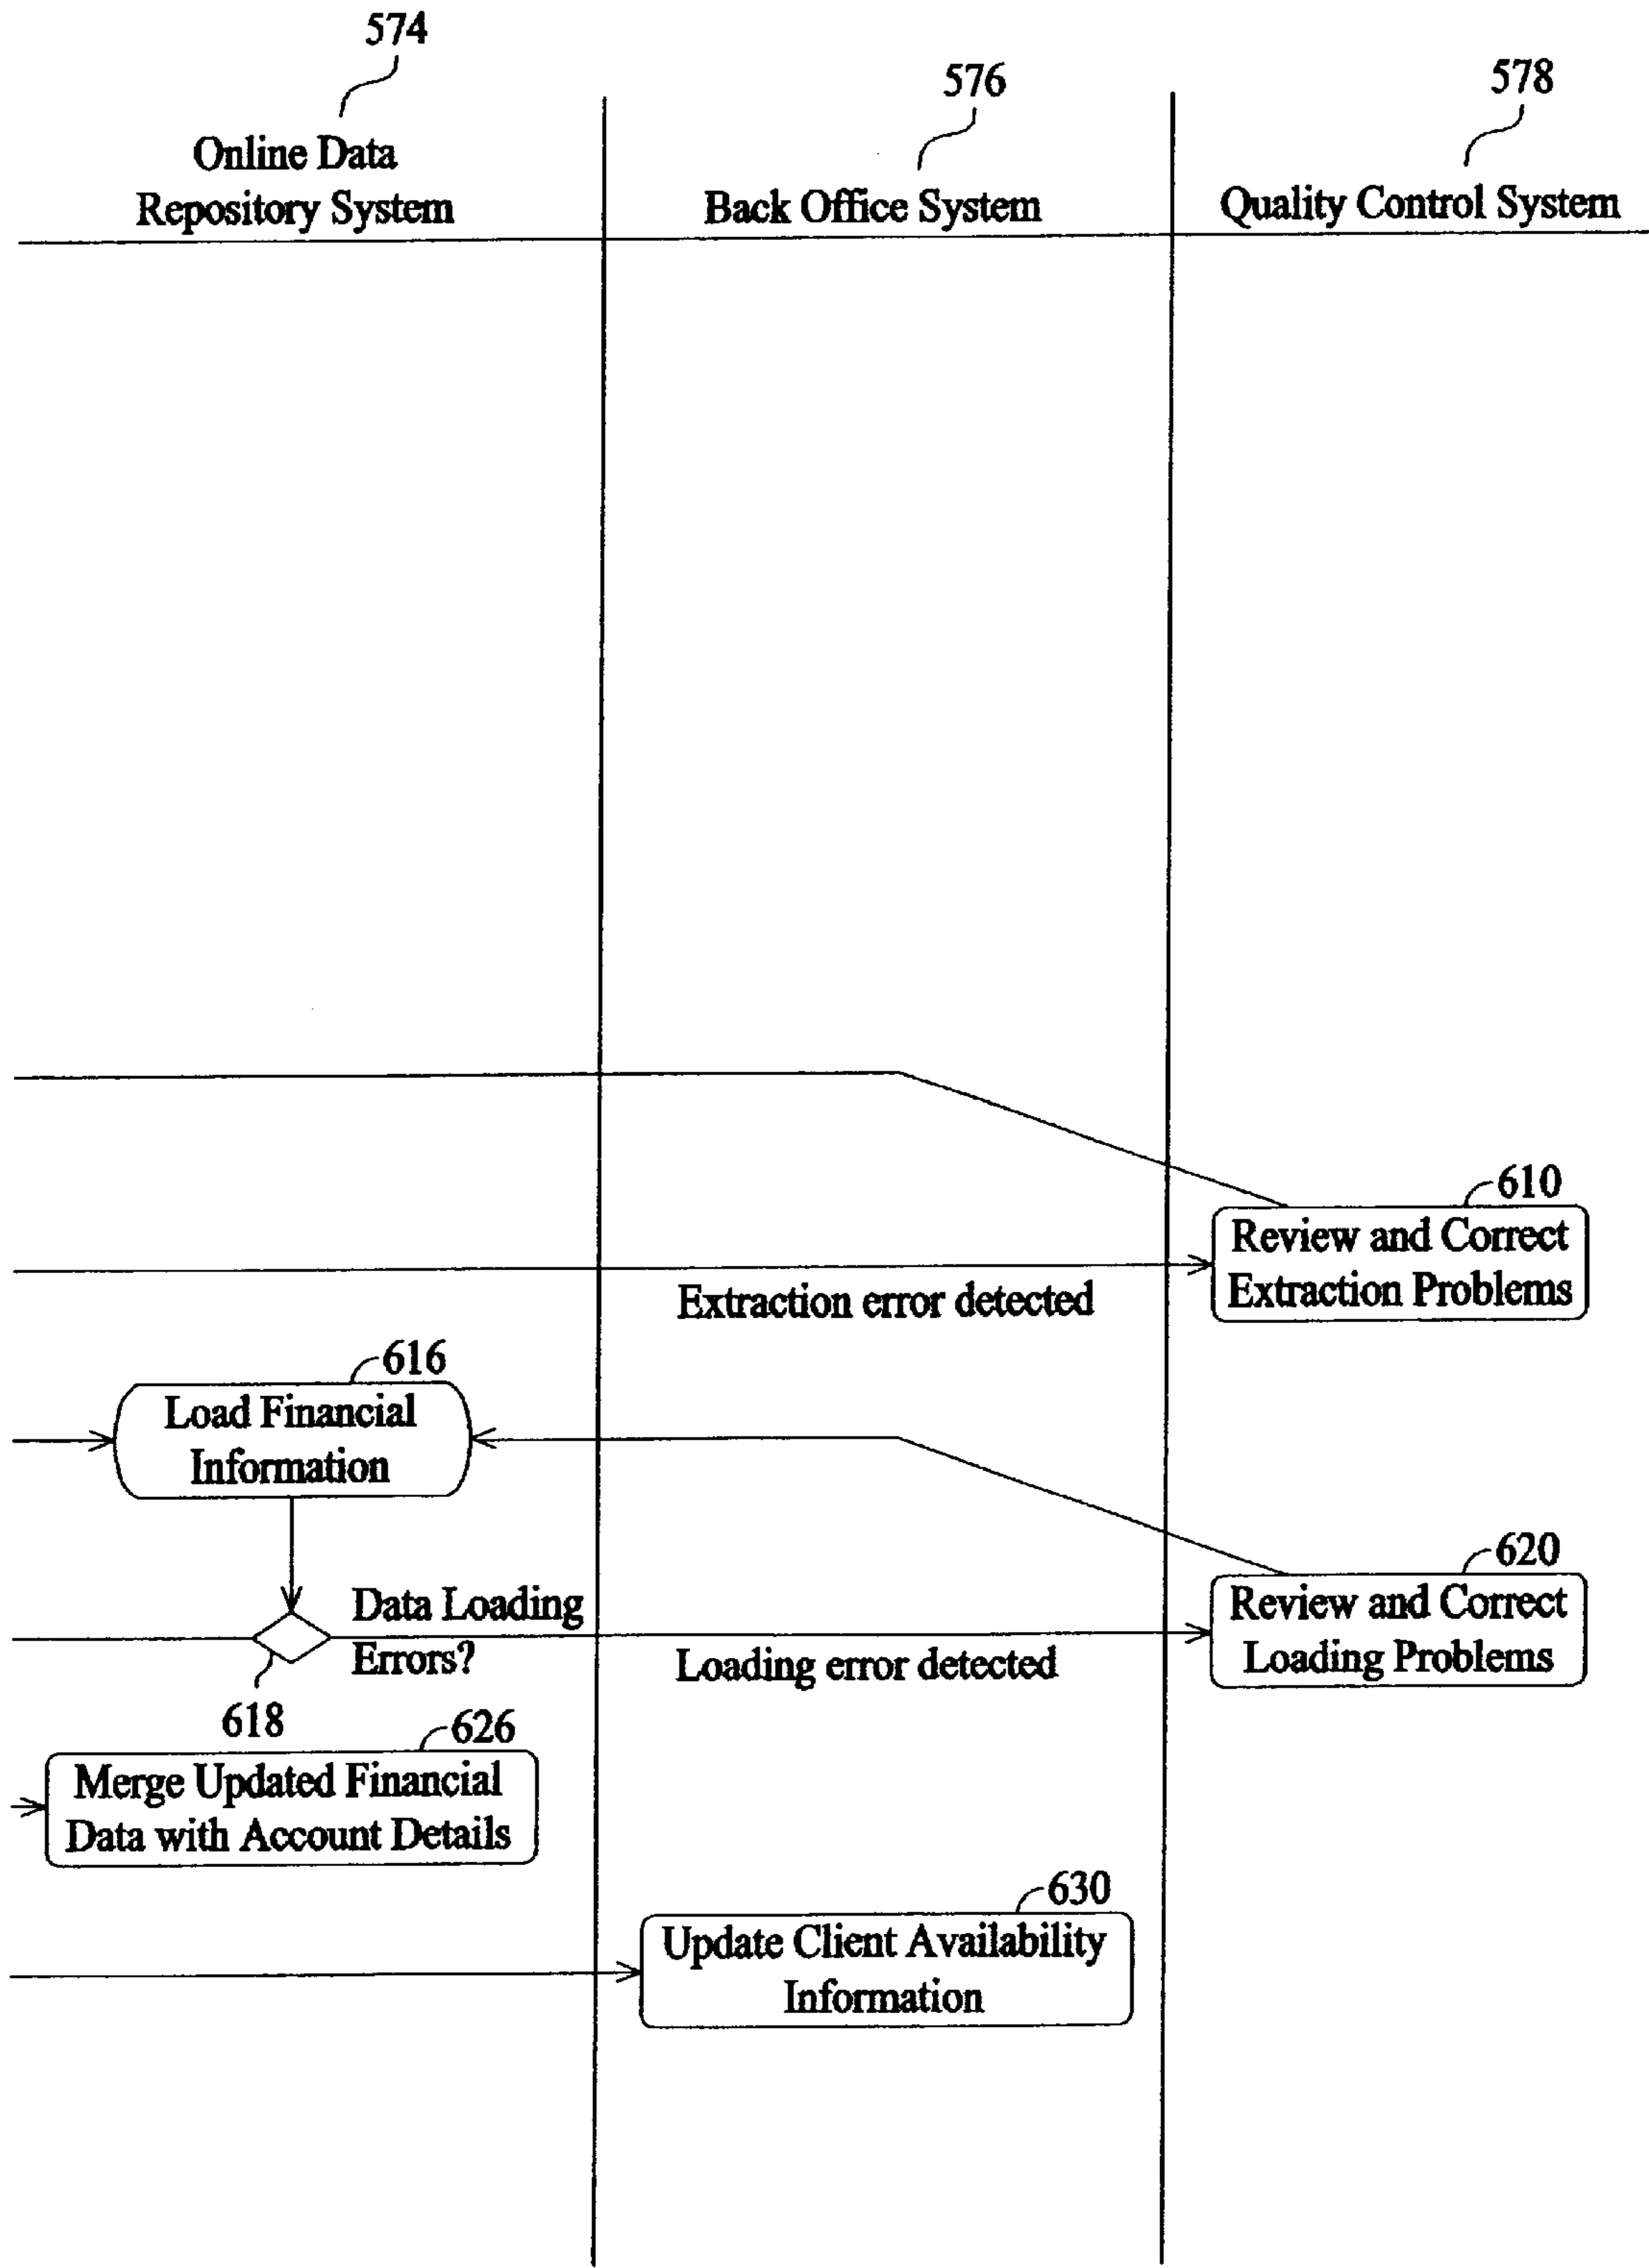 574
576
578
Online Data
Repository System
Back Office System
Quality Control System
610
Review and Correct
Extraction Problems
Extraction error detected
616
Load Financial
Information
620
Review and Correct
Loading Problems
Data Loading
Errors?
Loading error detected
618
626
Merge Updated Financial
Data with Account Details
630
Update Client Availability
Information